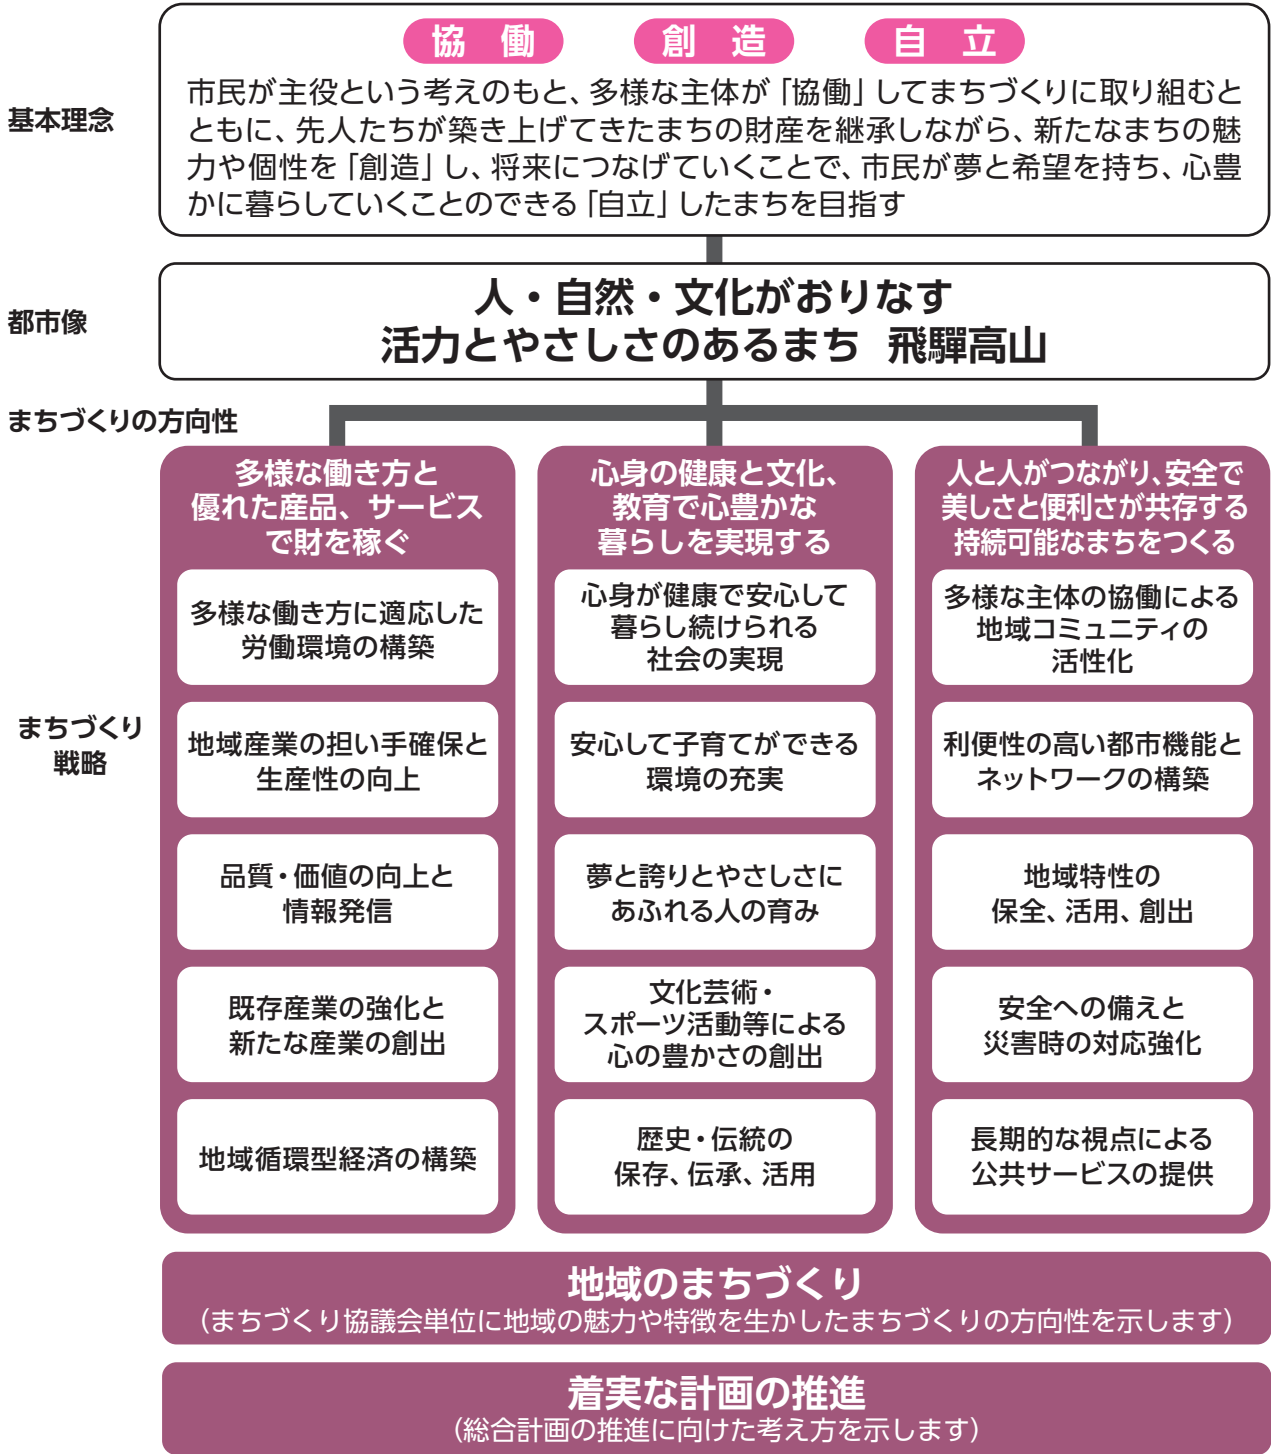 協働
創造
自立
基本理念
市民が主役という考えのもと、多様な主体が「協働」してまちづくりに取り組むと
ともに、先人たちが築き上げてきたまちの財産を継承しながら、新たなまちの魅
力や個性を「創造」し、将来につなげていくことで、市民が夢と希望を持ち、心豊
かに暮らしていくことのできる「自立」したまちを目指す
都市像
人・自然・文化がおりなす
活力とやさしさのあるまち 飛驒高山
まちづくりの方向性
多様な働き方と
優れた産品、サービス
で財を稼ぐ
心身の健康と文化、
教育で心豊かな
暮らしを実現する
人と人がつながり、安全で
美しさと便利さが共存する
持続可能なまちをつくる
まちづくり
戦略
多様な働き方に適応した
労働環境の構築
地域産業の担い手確保と
生産性の向上
品質・価値の向上と
情報発信
既存産業の強化と
新たな産業の創出
地域循環型経済の構築
心身が健康で安心して
暮らし続けられる
社会の実現
安心して子育てができる
環境の充実
夢と誇りとやさしさに
あふれる人の育み
文化芸術・
スポーツ活動等による
心の豊かさの創出
歴史・伝統の
保存、伝承、活用
多様な主体の協働による
地域コミュニティの
活性化
利便性の高い都市機能と
ネットワークの構築
地域特性の
保全、活用、創出
安全への備えと
災害時の対応強化
長期的な視点による
公共サービスの提供
地域のまちづくり
(まちづくり協議会単位に地域の魅力や特徴を生かしたまちづくりの方向性を示します)
着実な計画の推進
(総合計画の推進に向けた考え方を示します)